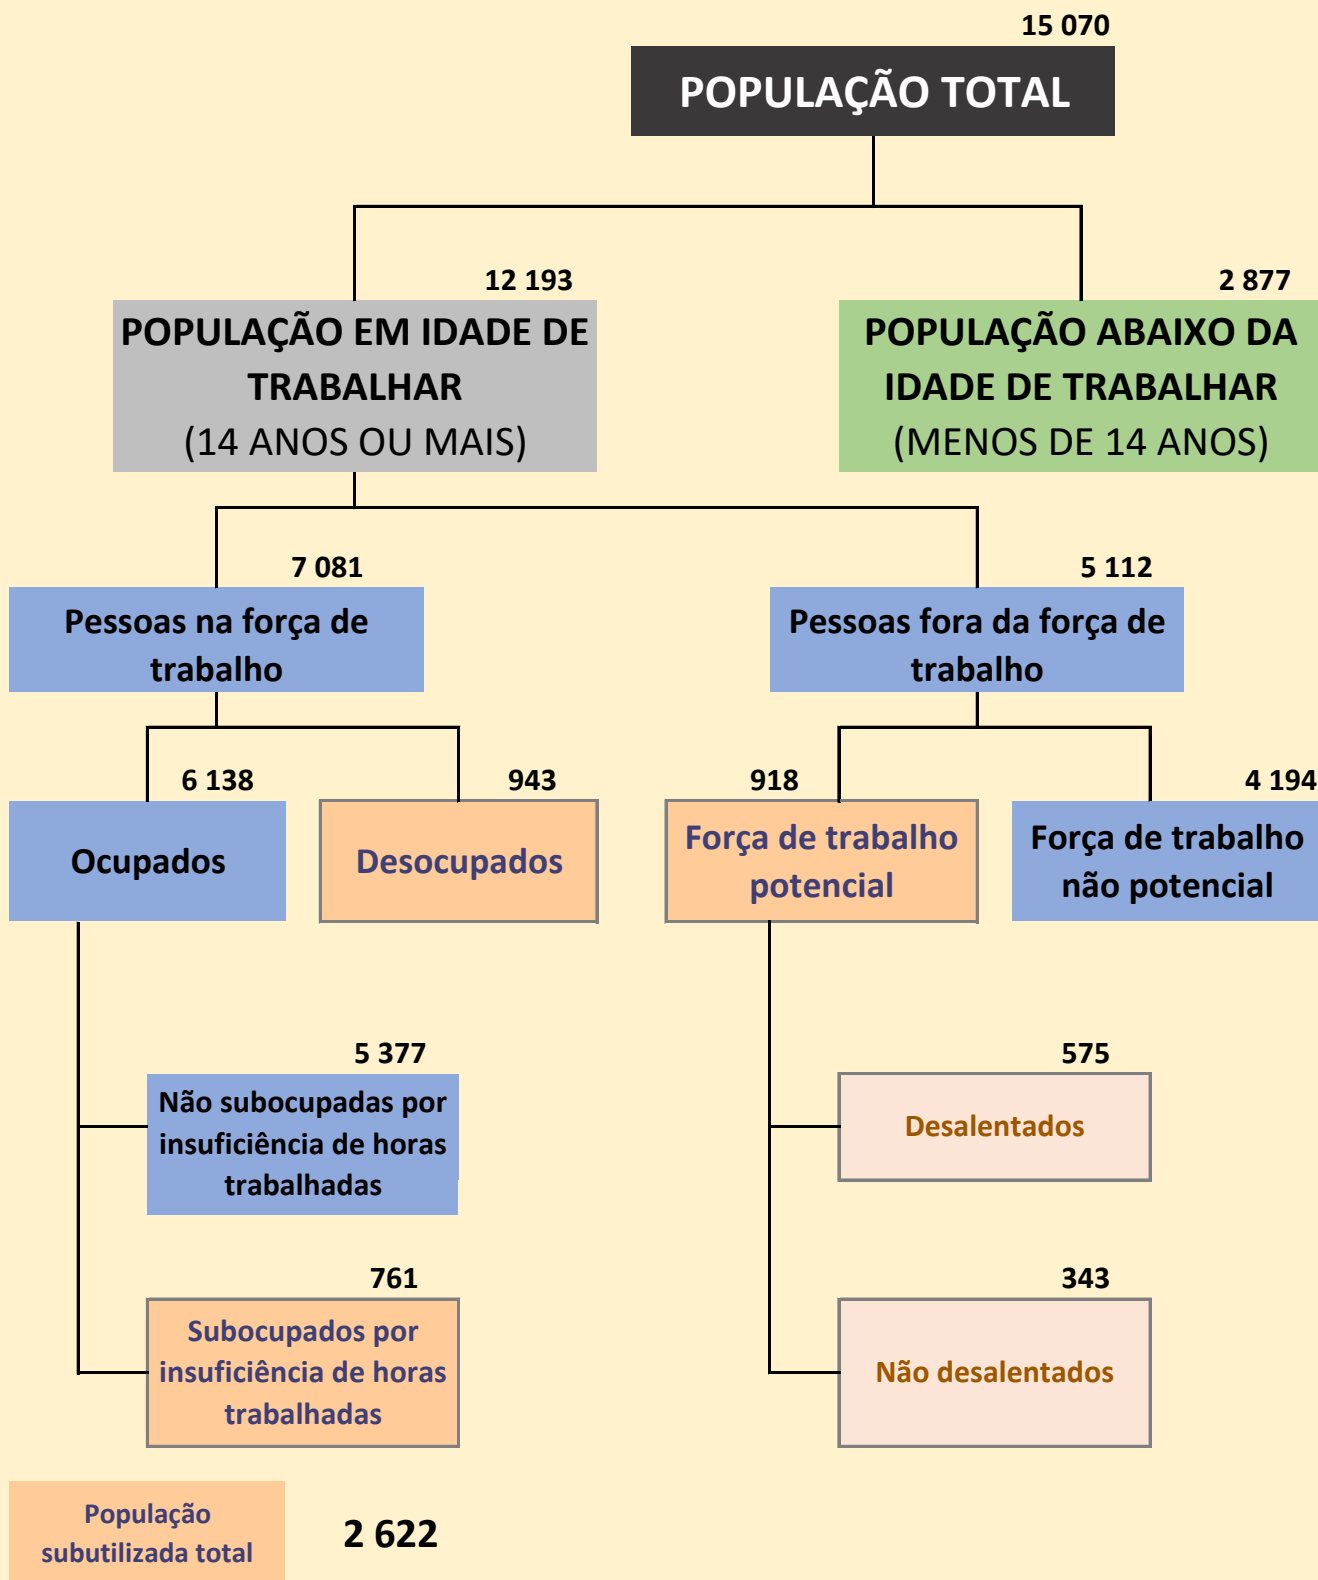 15 070
POPULAÇÃO TOTAL
12 193
POPULAÇÃO EM IDADE DE
TRABALHAR
(14 ANOS OU MAIS)
2 877
POPULAÇÃO ABAIXO DA
IDADE DE TRABALHAR
(MENOS DE 14 ANOS)
7 081
Pessoas na força de
trabalho
5 112
Pessoas fora da força de
trabalho
6 138
Ocupados
943
Desocupados
918
Força de trabalho
potencial
4 194
Força de trabalho
não potencial
5 377
Não subocupadas por
insuficiência de horas
trabalhadas
575
Desalentados
761
Subocupados por
insuficiência de horas
trabalhadas
343
Não desalentados
População
subutilizada total
2 622